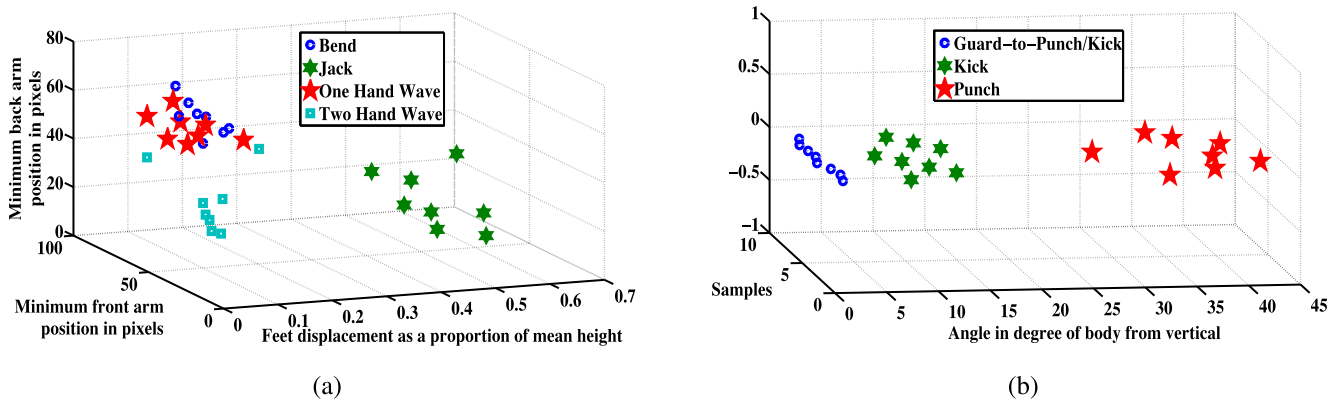 80
60
40
20
0
100
50
0
0
0.1
0.2
0.3
0.4
0.5
0.6
0.7
Minimum back arm
position in pixels
Minimum front arm
position in pixels
Feet displacement as a proportion of mean height
Bend
Jack
One Hand Wave
Two Hand Wave
(a)
1
0.5
0
−0.5
−1
10
5
0
0
5
10
15
20
25
30
35
40
45
Samples
Angle in degree of body from vertical
Guard−to−Punch/Kick
Kick
Punch
(b)